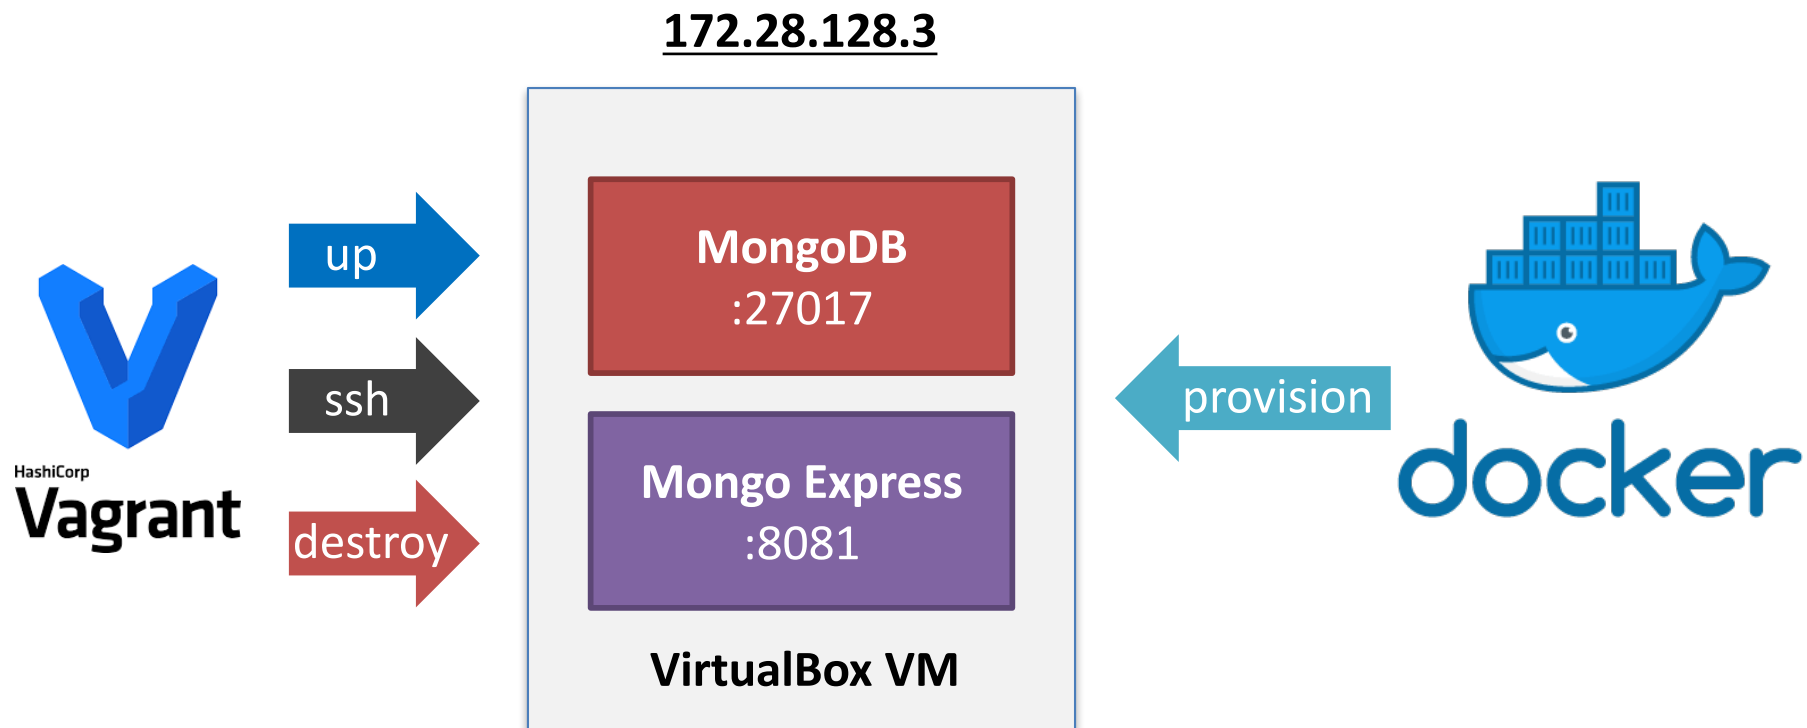 172.28.128.3
up
ssh
destroy
HashiCorp
Vagrant
MongoDB
:27017
Mongo Express
:8081
VirtualBox VM
provision
docker